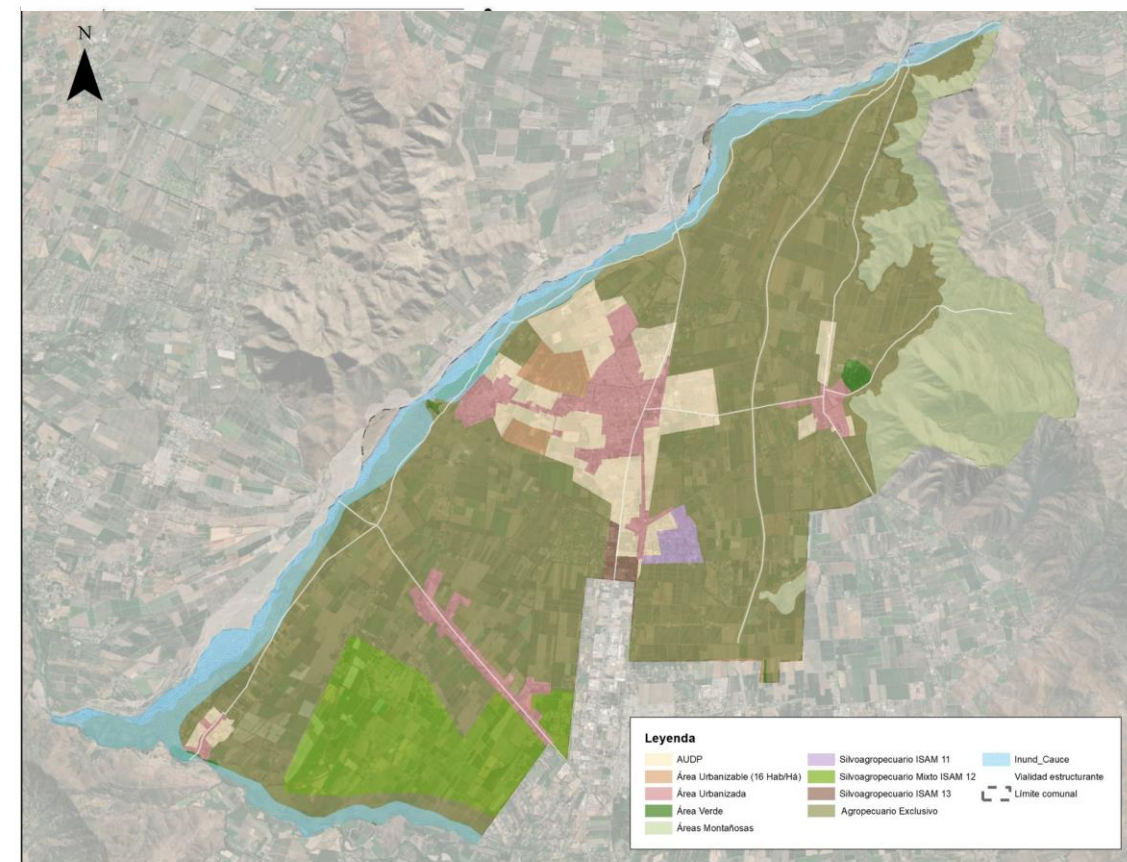 N
Leyenda
AUDP
Área Urbanizable (16 Hab/Há)
Área Urbanizada
Área Verde
Áreas Montañosas
Silvoagropecuario ISAM 11
Silvoagropecuario Mixto ISAM 12
Silvoagropecuario ISAM 13
Agropecuario Exclusivo
Inund_Cauce
Vialidad estructurante
Límite comunal